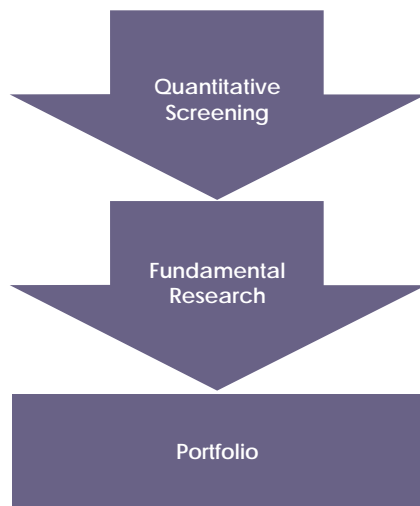 Quantitative
Screening
Fundamental
Research
Portfolio